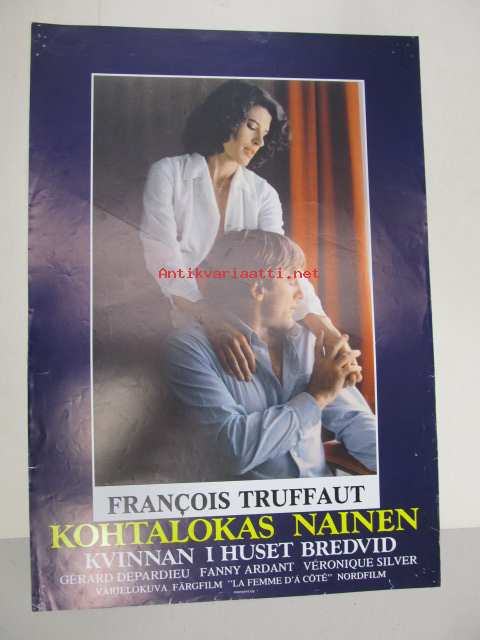 Antikvariaatti.net
FRANÇOIS TRUFFAUT
KOHTALOKAS NAINEN
KVINNAN I HUSET BREDVID
GÉRARD DEPARDIEU FANNY ARDANT VÉRONIQUE SILVER
VÄRIELOKUVA FÄRGFILM "LA FEMME D'À CÔTÉ" NORDFILM